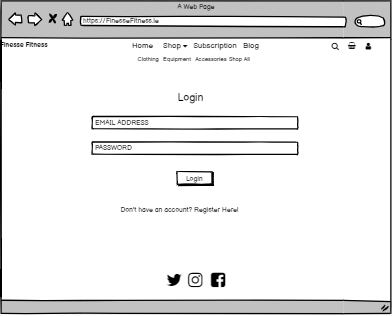 A Web Page
https://FinesseFitness.ie
Finesse Fitness
Home Shop Subscription Blog
Clothing Equipment Accessories Shop All
Login
EMAIL ADDRESS
PASSWORD
Login
Don't have an account? Register Here!